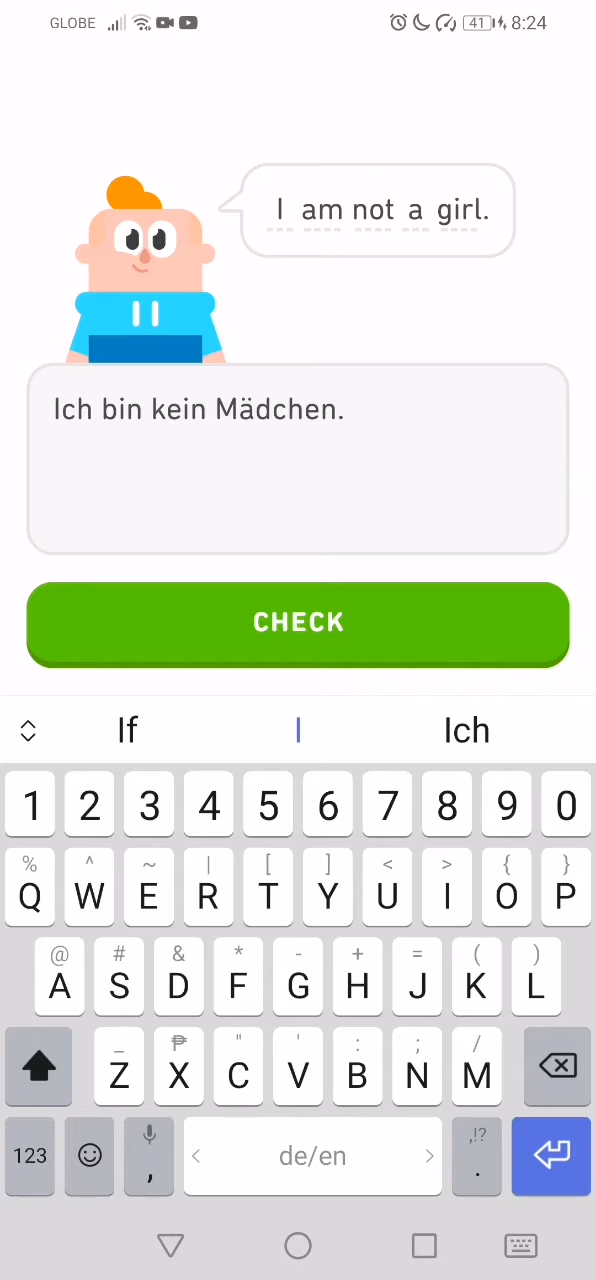 GLOBE 41 8:24
I am not a girl.
Ich bin kein Mädchen.
CHECK
If I Ich
1 2 3 4 5 6 7 8 9 0
% ^ ~ | [ ] < > { }
Q W E R T Y U I O P
@ # & * - + = ( )
A S D F G H J K L
_ ₱ " ' : ; /
Z X C V B N M
,!?
123 , < de/en > .